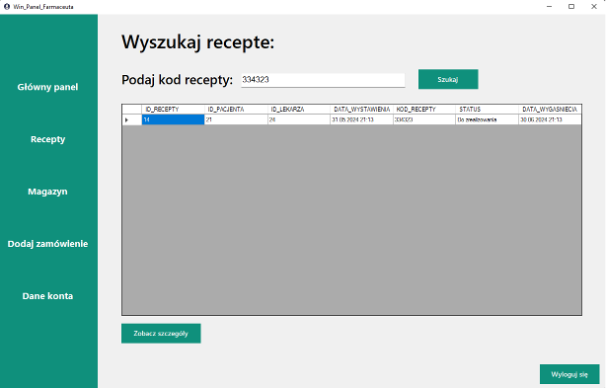 Win_Panel_Farmaceuta
Wyszukaj recepte:
Podaj kod recepty: 334323 Szukaj
Główny panel
Recepty
Magazyn
Dodaj zamówienie
Dane konta
ID_RECEPTY ID_PACJENTA ID_LEKARZA DATA_WYSTAWIENIA KOD_RECEPTY STATUS DATA_WYGASNIECIA
14 21 24 31.05.2024 21:13 334323 Do zrealizowania 30.06.2024 21:13
Zobacz szczegóły
Wyloguj się